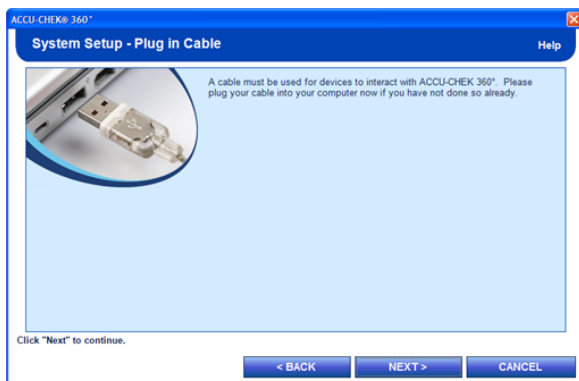 ACCU-CHEK® 360°
System Setup - Plug in Cable
Help
A cable must be used for devices to interact with ACCU-CHEK 360°. Please
plug your cable into your computer now if you have not done so already.
Click "Next" to continue.
< BACK
NEXT >
CANCEL